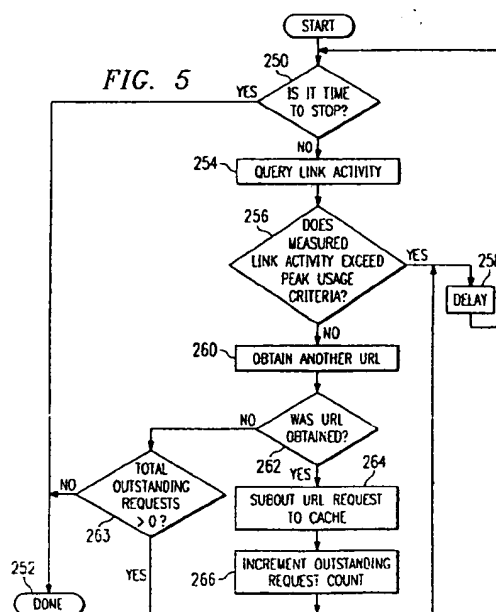 START
FIG. 5
250
YES
IS IT TIME
TO STOP?
NO
254
QUERY LINK ACTIVITY
256
DOES
MEASURED
LINK ACTIVITY EXCEED
PEAK USAGE
CRITERIA?
YES
258
DELAY
NO
260
OBTAIN ANOTHER URL
NO
WAS URL
OBTAINED?
262
YES
264
NO
TOTAL
OUTSTANDING
REQUESTS
> 0?
263
SUBOUT URL REQUEST
TO CACHE
252
DONE
YES
266
INCREMENT OUTSTANDING
REQUEST COUNT